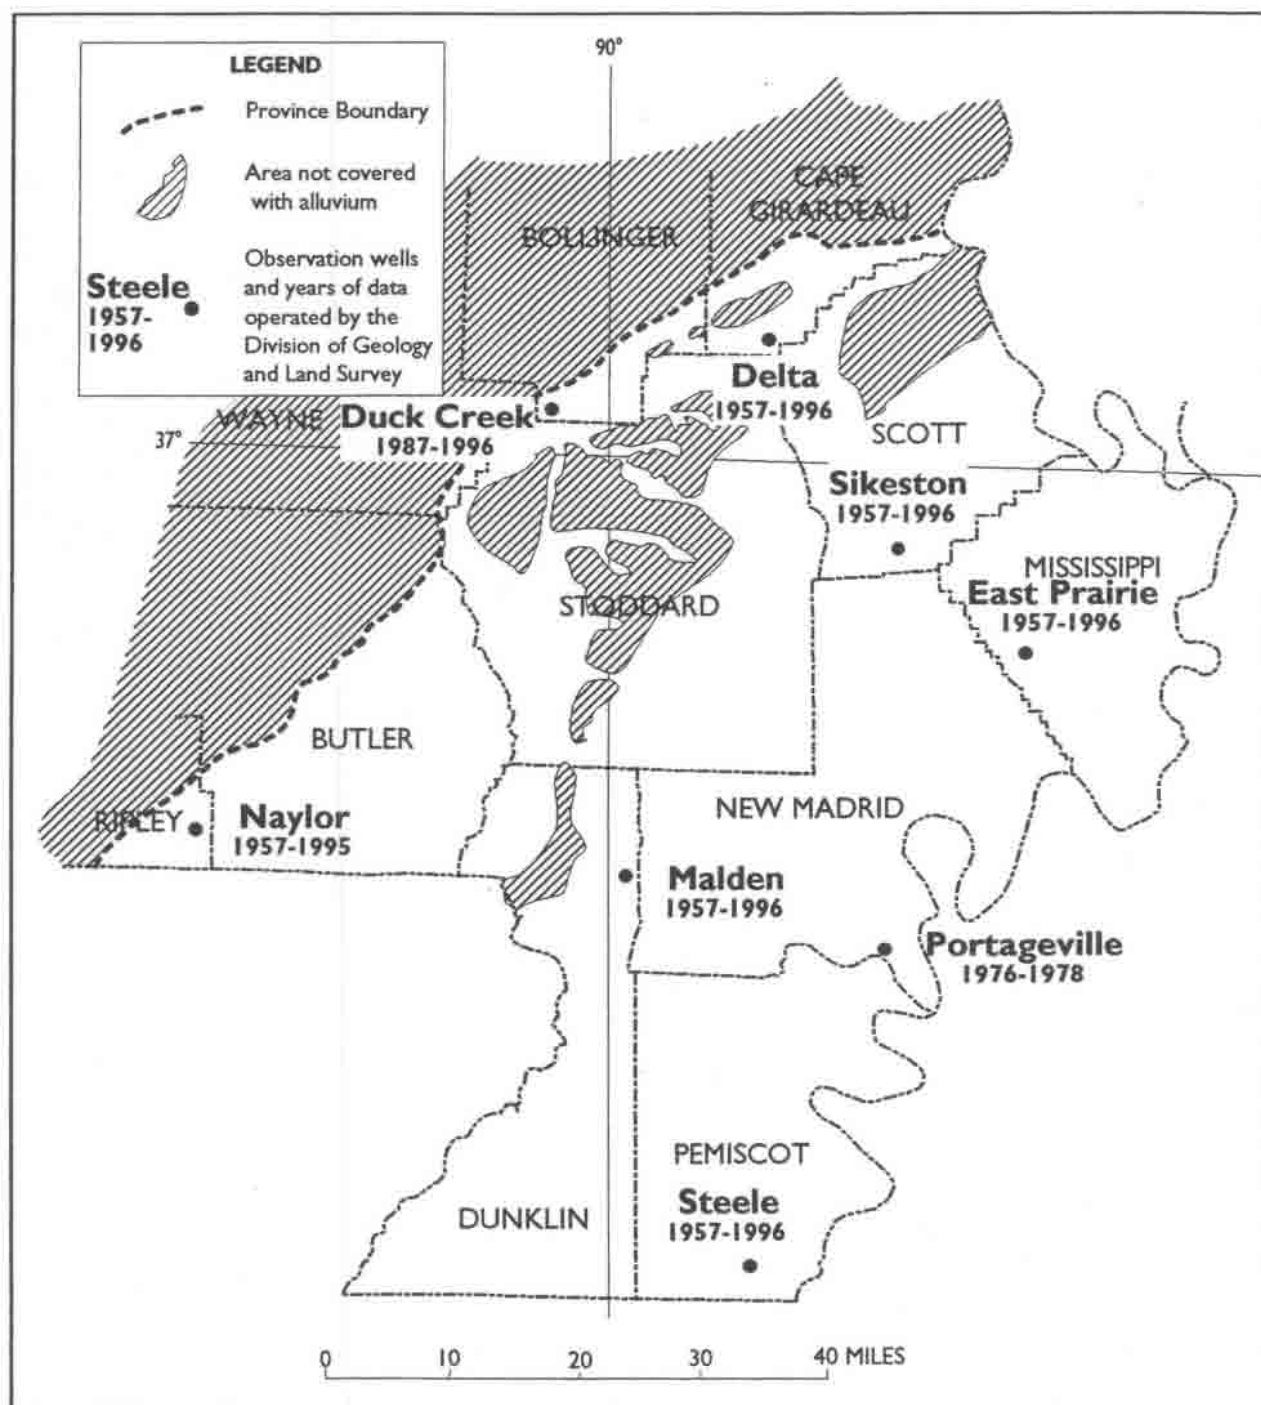 LEGEND
Province Boundary
Area not covered
with alluvium
Steele
1957-
1996
Observation wells
and years of data
operated by the
Division of Geology
and Land Survey
90°
CAPE
GIRARDEAU
BOLLINGER
Delta
1957-1996
WAYNE
Duck Creek
1987-1996
37°
SCOTT
Sikeston
1957-1996
MISSISSIPPI
East Prairie
1957-1996
STODDARD
BUTLER
NEW MADRID
RIPLEY
Naylor
1957-1995
Malden
1957-1996
Portageville
1976-1978
PEMISCOT
Steele
1957-1996
DUNKLIN
0 10 20 30 40 MILES